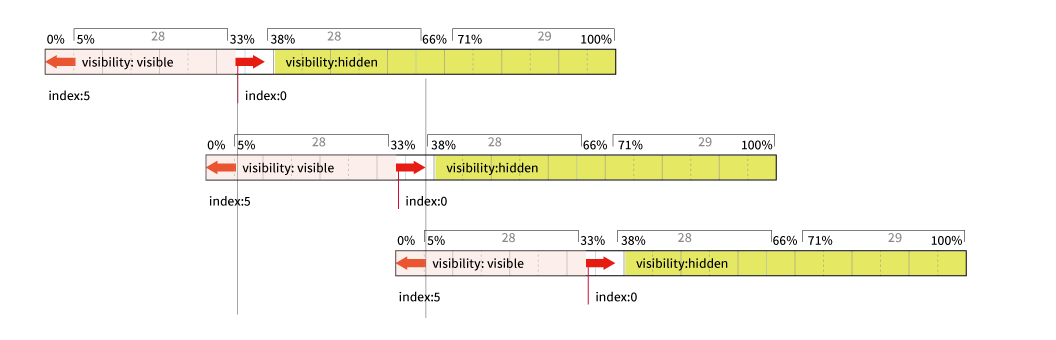 28 28 29
0% 5% 33% 38% 66% 71% 100%
visibility: visible visibility:hidden
index:5 index:0
28 28 29
0% 5% 33% 38% 66% 71% 100%
visibility: visible visibility:hidden
index:5 index:0
28 28 29
0% 5% 33% 38% 66% 71% 100%
visibility: visible visibility:hidden
index:5 index:0